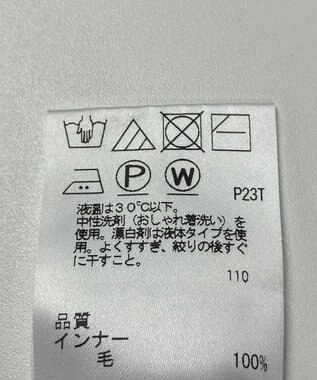 P W P23T
液温は30℃以下。
中性洗剤（おしゃれ着洗い）を
使用。漂白剤は液体タイプを使
用。よくすすぎ、絞りの後すぐ
に干すこと。
110
品質
インナー
毛 100%